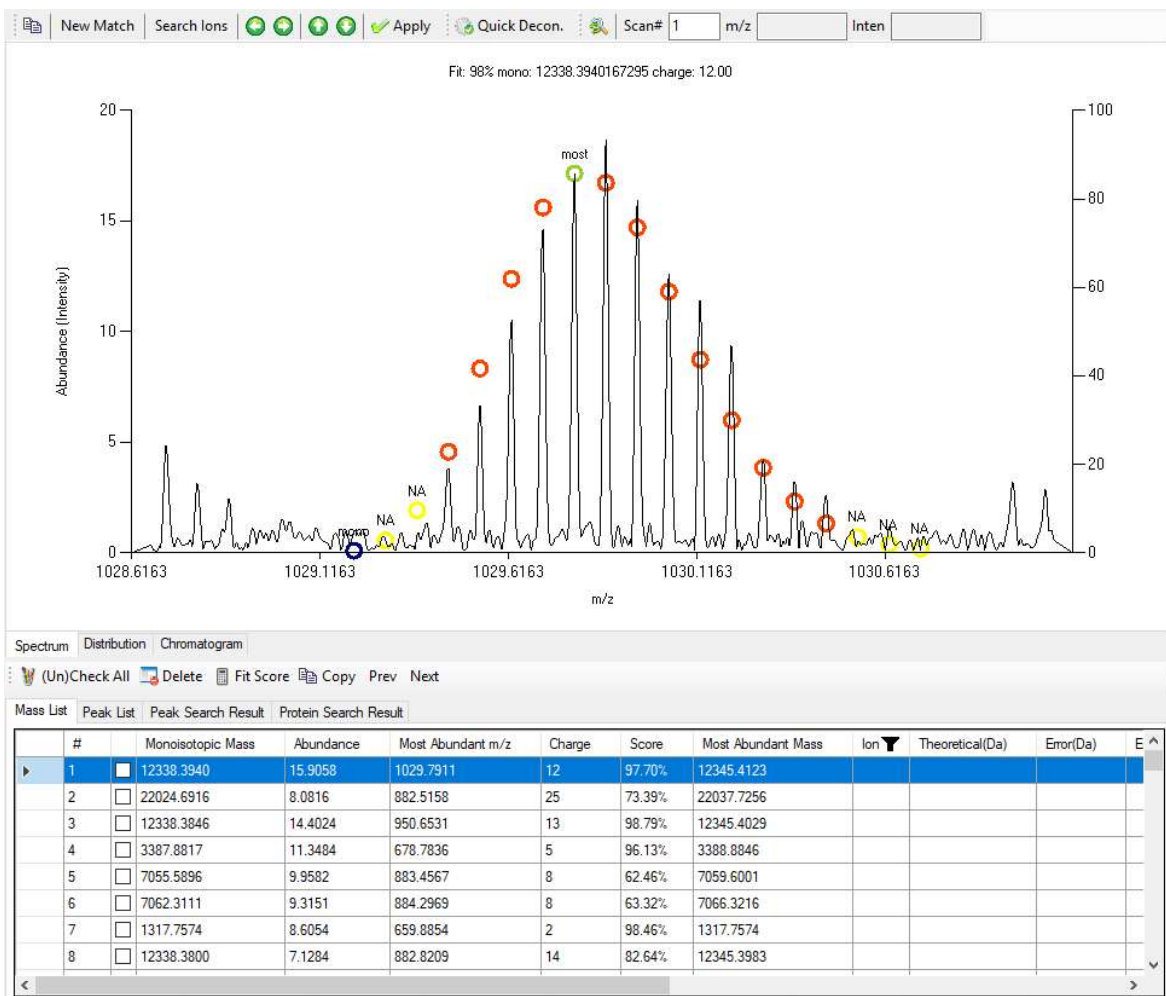 New Match Search Ions Apply Quick Decon. Scan# 1 m/z Inten
Fit: 98% mono: 12338.3940167295 charge: 12.00
20 100
most
80
15
60
Abundance (Intensity)
10
40
5
20
NA
NA NA NA NA
mono
0 0
1028.6163 1029.1163 1029.6163 1030.1163 1030.6163
m/z
Spectrum Distribution Chromatogram
(Un)Check All Delete Fit Score Copy Prev Next
Mass List Peak List Peak Search Result Protein Search Result
# Monoisotopic Mass Abundance Most Abundant m/z Charge Score Most Abundant Mass Ion Theoretical(Da) Error(Da) E
1 12338.3940 15.9058 1029.7911 12 97.70% 12345.4123
2 22024.6916 8.0816 882.5158 25 73.39% 22037.7256
3 12338.3846 14.4024 950.6531 13 98.79% 12345.4029
4 3387.8817 11.3484 678.7836 5 96.13% 3388.8846
5 7055.5896 9.9582 883.4567 8 62.46% 7059.6001
6 7062.3111 9.3151 884.2969 8 63.32% 7066.3216
7 1317.7574 8.6054 659.8854 2 98.46% 1317.7574
8 12338.3800 7.1284 882.8209 14 82.64% 12345.3983